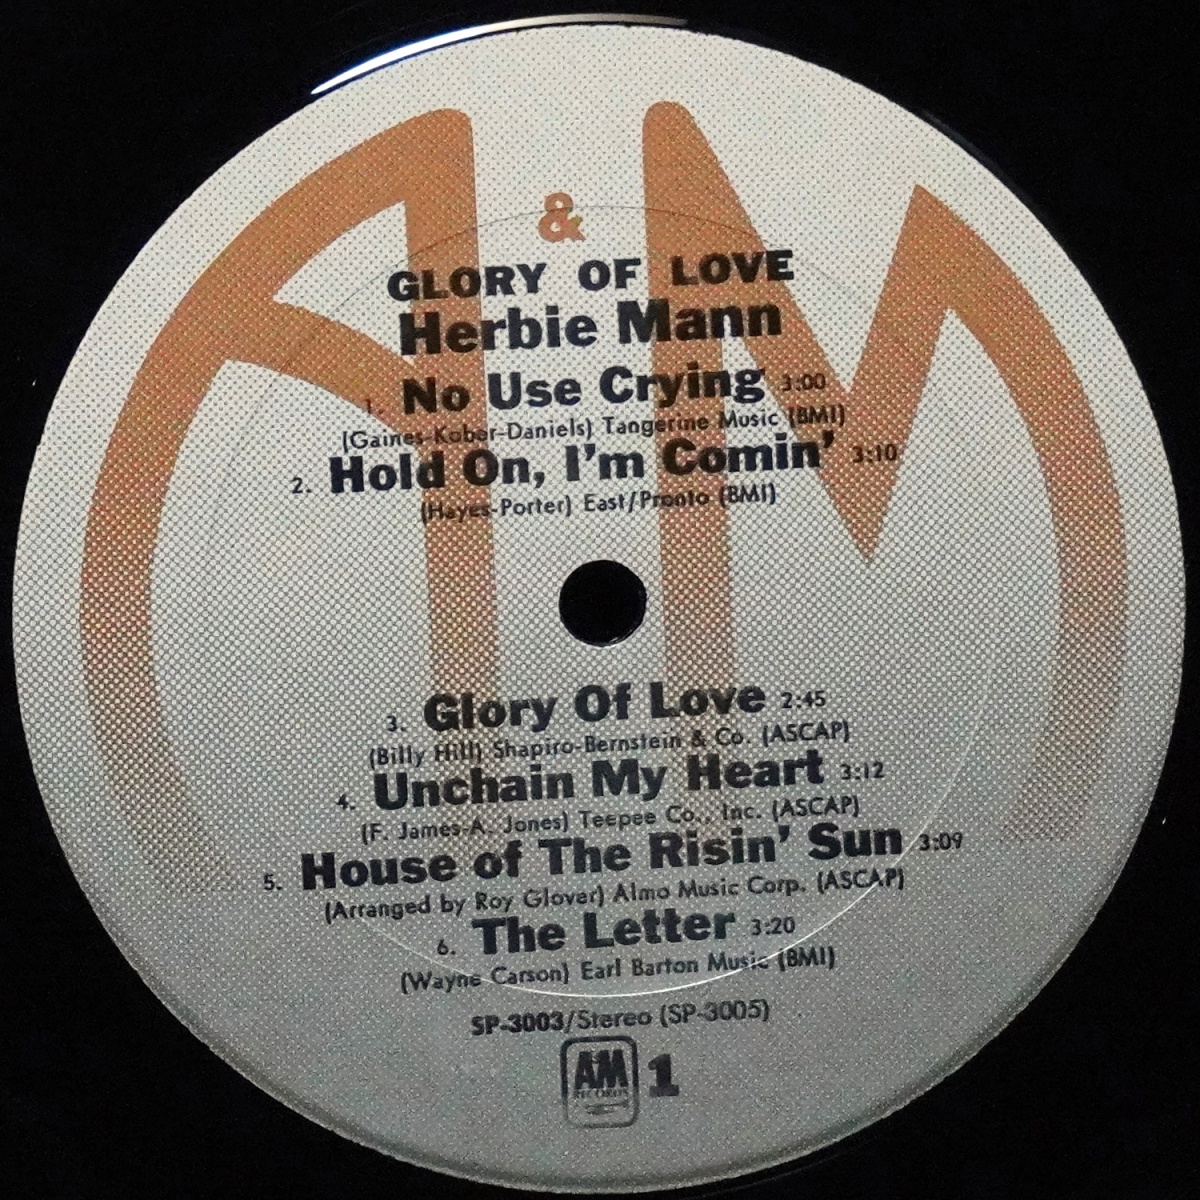 A & M
GLORY OF LOVE
Herbie Mann
1. No Use Crying 3:00
(Gaines-Kober-Daniels) Tangerine Music (BMI)
2. Hold On, I'm Comin' 3:10
(Hayes-Porter) East/Pronto (BMI)
3. Glory Of Love 2:45
(Billy Hill) Shapiro-Bernstein & Co. (ASCAP)
4. Unchain My Heart 3:12
(F. James-A. Jones) Teepee Co., Inc. (ASCAP)
5. House of The Risin' Sun 3:09
(Arranged by Roy Glover) Almo Music Corp. (ASCAP)
6. The Letter 3:20
(Wayne Carson) Earl Barton Music (BMI)
SP-3003/Stereo (SP-3005)
AM 1
RECORDS